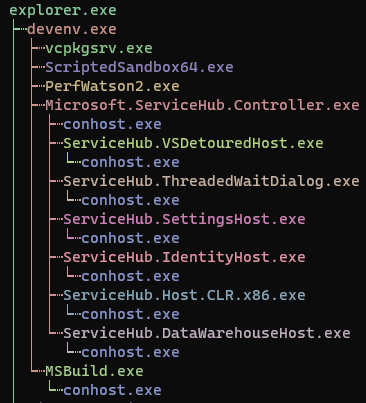 explorer.exe
devenv.exe
vcpkgsrv.exe
ScriptedSandbox64.exe
PerfWatson2.exe
Microsoft.ServiceHub.Controller.exe
conhost.exe
ServiceHub.VSDetouredHost.exe
conhost.exe
ServiceHub.ThreadedWaitDialog.exe
conhost.exe
ServiceHub.SettingsHost.exe
conhost.exe
ServiceHub.IdentityHost.exe
conhost.exe
ServiceHub.Host.CLR.x86.exe
conhost.exe
ServiceHub.DataWarehouseHost.exe
conhost.exe
MSBuild.exe
conhost.exe